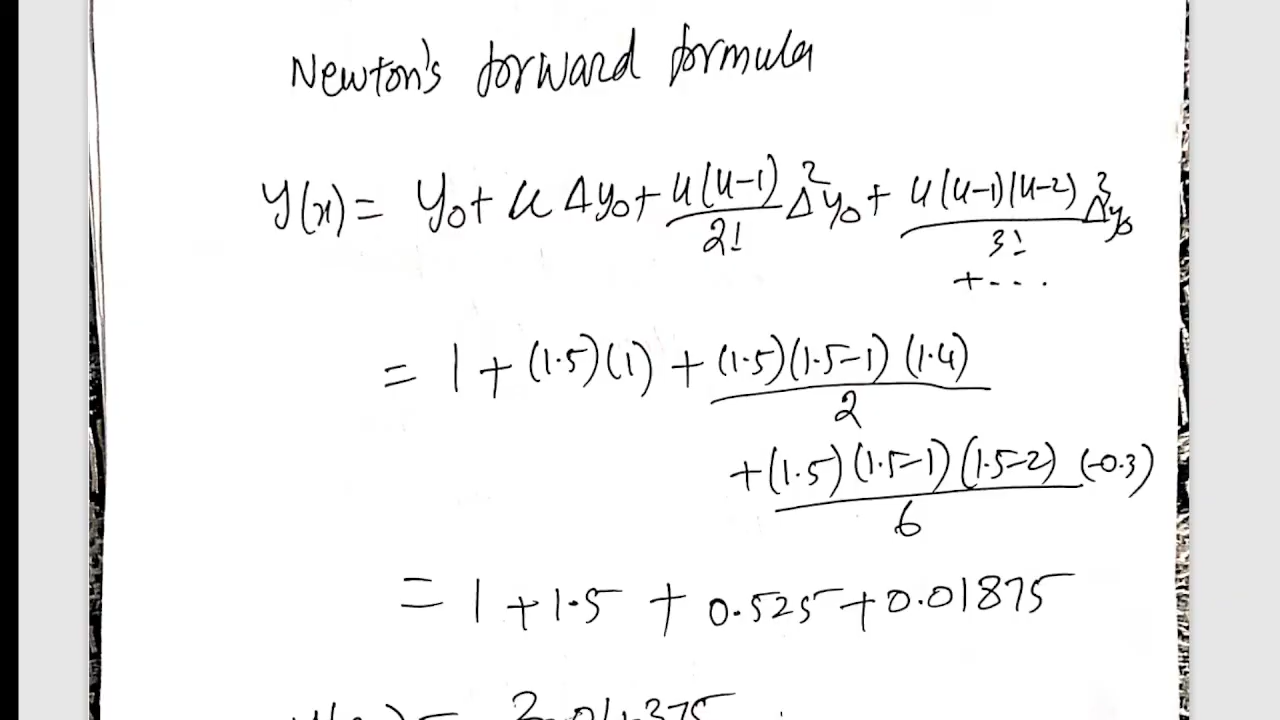 Newton's forward formula
y(x) = y₀ + u Δy₀ + u(u-1)/2! Δ²y₀ + u(u-1)(u-2)/3! Δ³y₀
+ - - .
= 1 + (1.5)(1) + (1.5)(1.5-1)(1.4)/2
+ (1.5)(1.5-1)(1.5-2)(-0.3)/6
= 1 + 1.5 + 0.525 + 0.01875